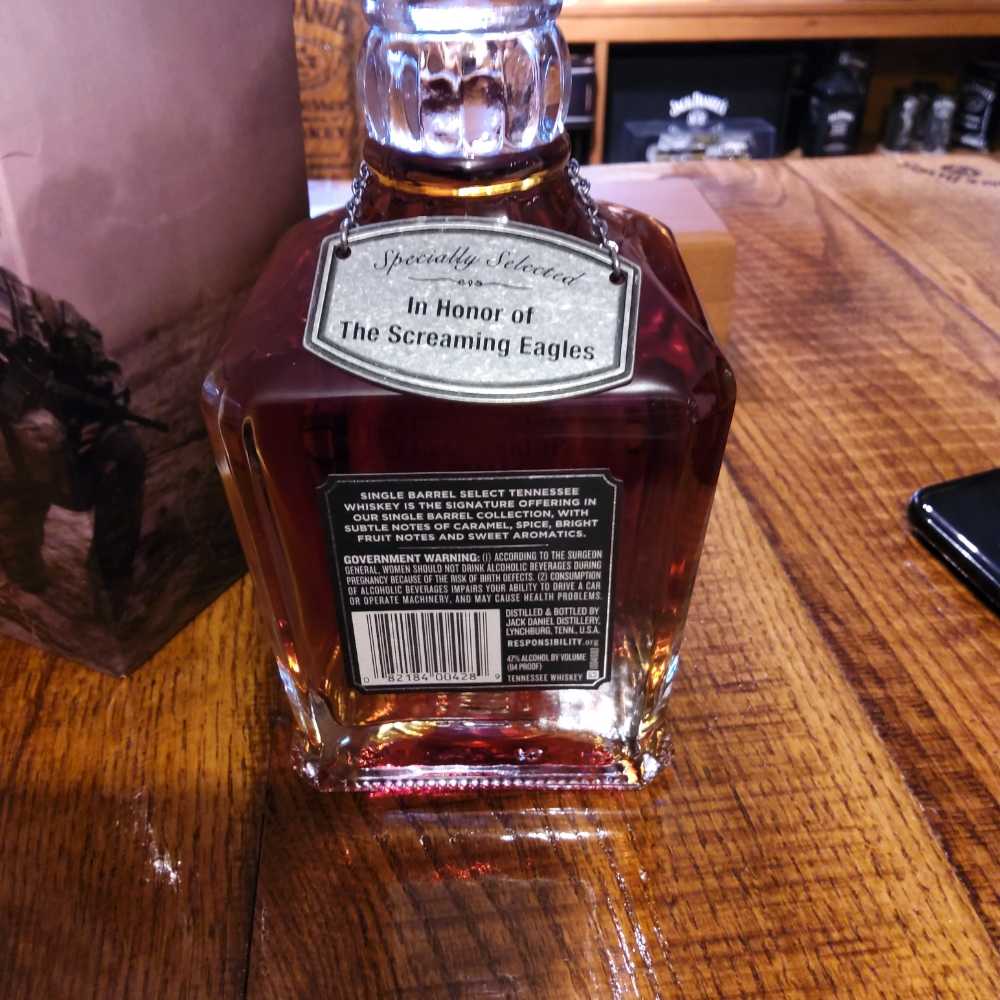 JACK DANIEL'S
Specially Selected
In Honor of
The Screaming Eagles
SINGLE BARREL SELECT TENNESSEE
WHISKEY IS THE SIGNATURE OFFERING IN
OUR SINGLE BARREL COLLECTION, WITH
SUBTLE NOTES OF CARAMEL, SPICE, BRIGHT
FRUIT NOTES AND SWEET AROMATICS.
GOVERNMENT WARNING: (1) ACCORDING TO THE SURGEON
GENERAL, WOMEN SHOULD NOT DRINK ALCOHOLIC BEVERAGES DURING
PREGNANCY BECAUSE OF THE RISK OF BIRTH DEFECTS. (2) CONSUMPTION
OF ALCOHOLIC BEVERAGES IMPAIRS YOUR ABILITY TO DRIVE A CAR
OR OPERATE MACHINERY, AND MAY CAUSE HEALTH PROBLEMS.
DISTILLED & BOTTLED BY
JACK DANIEL DISTILLERY,
LYNCHBURG, TENN., U.S.A.
RESPONSIBILITY.org
47% ALCOHOL BY VOLUME
(94 PROOF)
TENNESSEE WHISKEY
0 82184 00428 9